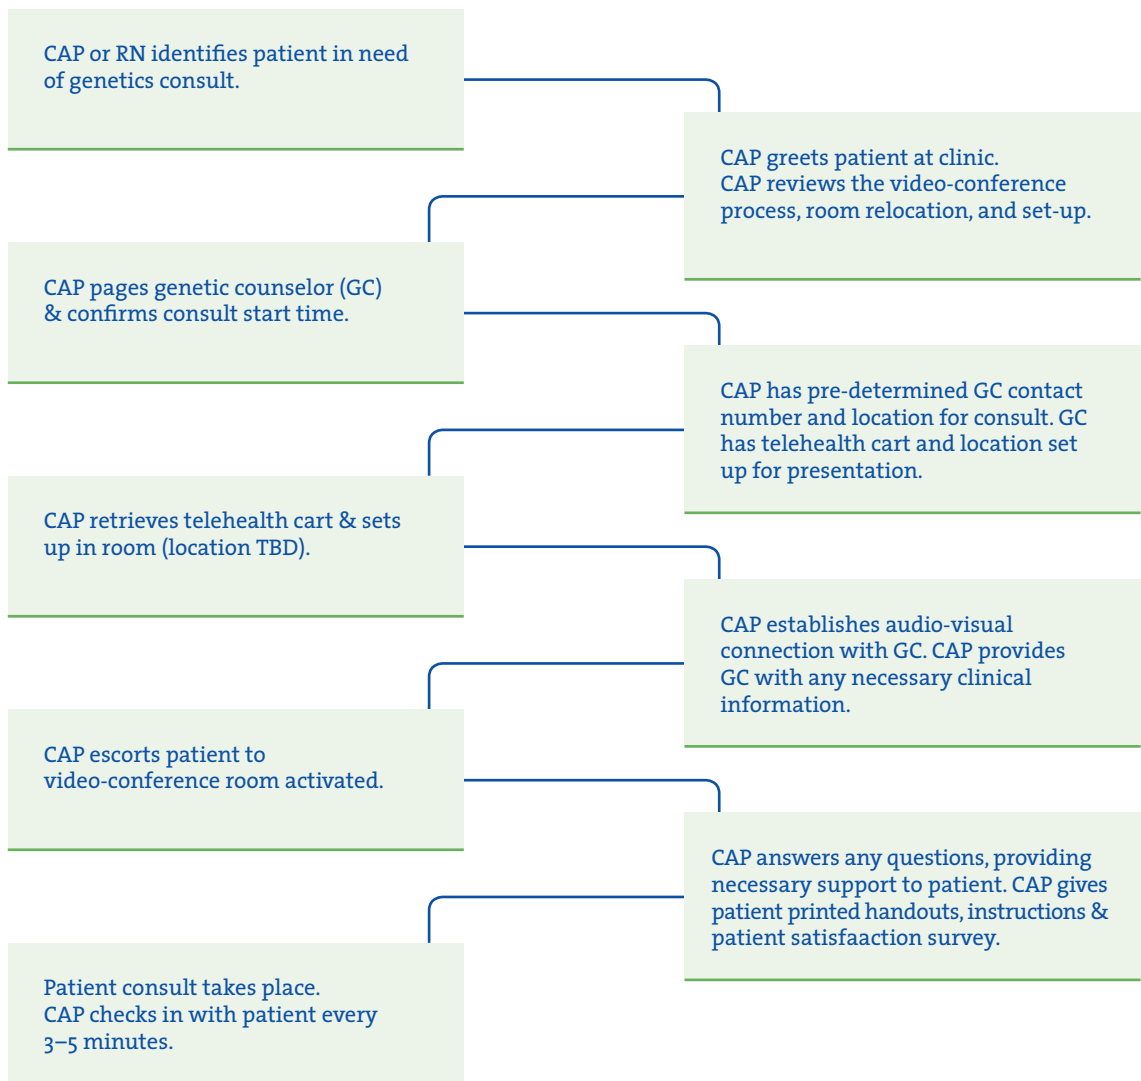 CAP or RN identifies patient in need
of genetics consult.
CAP greets patient at clinic.
CAP reviews the video-conference
process, room relocation, and set-up.
CAP pages genetic counselor (GC)
& confirms consult start time.
CAP has pre-determined GC contact
number and location for consult. GC
has telehealth cart and location set
up for presentation.
CAP retrieves telehealth cart & sets
up in room (location TBD).
CAP establishes audio-visual
connection with GC. CAP provides
GC with any necessary clinical
information.
CAP escorts patient to
video-conference room activated.
CAP answers any questions, providing
necessary support to patient. CAP gives
patient printed handouts, instructions &
patient satisfaaction survey.
Patient consult takes place.
CAP checks in with patient every
3–5 minutes.